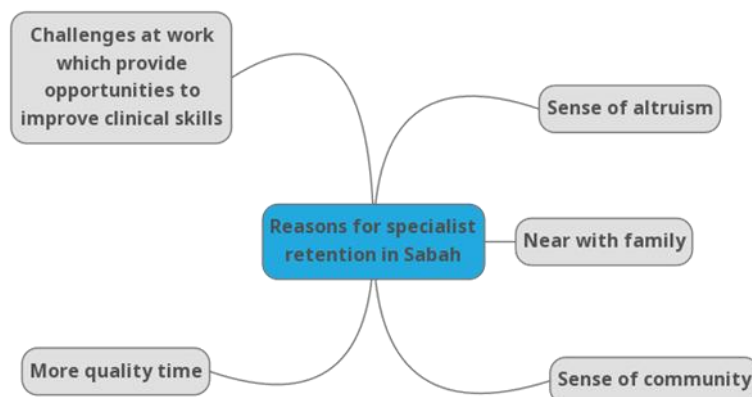 Challenges at work
which provide
opportunities to
improve clinical skills
Sense of altruism
Reasons for specialist
retention in Sabah
Near with family
More quality time
Sense of community